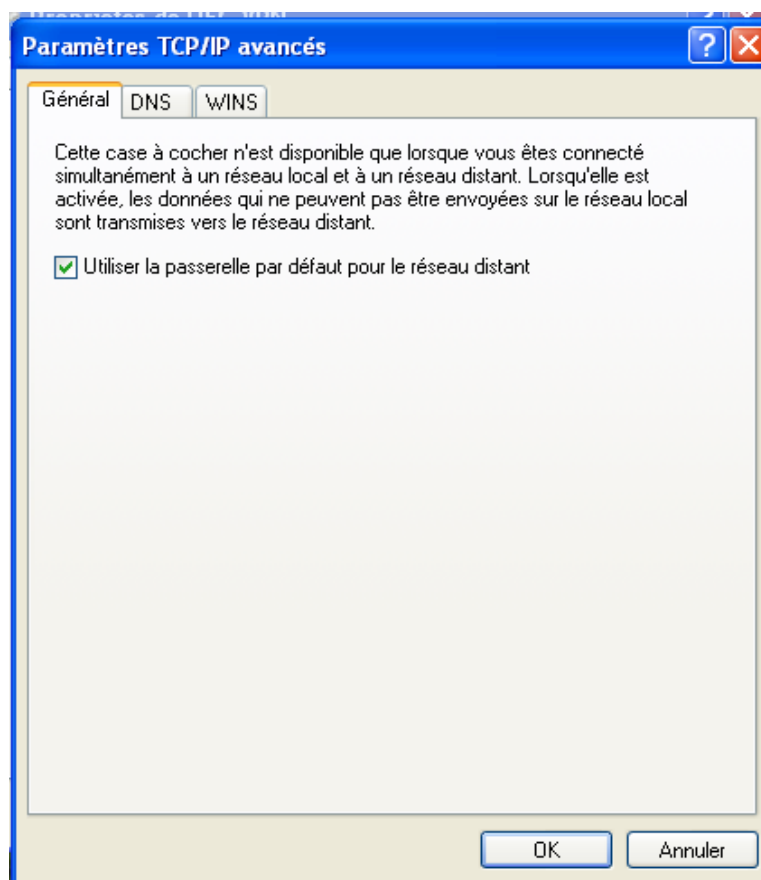 Paramètres TCP/IP avancés
Général DNS WINS
Cette case à cocher n'est disponible que lorsque vous êtes connecté
simultanément à un réseau local et à un réseau distant. Lorsqu'elle est
activée, les données qui ne peuvent pas être envoyées sur le réseau local
sont transmises vers le réseau distant.
Utiliser la passerelle par défaut pour le réseau distant
OK Annuler